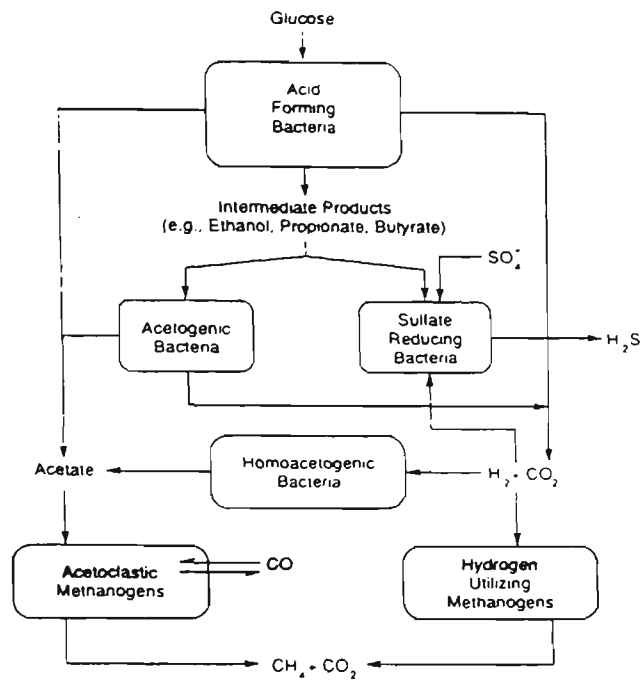 Glucose
Acid
Forming
Bacteria
Intermediate Products
(e.g., Ethanol, Propionate, Butyrate)
SO₄⁼
Acetogenic
Bacteria
Sulfate
Reducing
Bacteria
H₂S
Acetate
Homoacetogenic
Bacteria
H₂ + CO₂
Acetoclastic
Methanogens
CO
Hydrogen
Utilizing
Methanogens
CH₄ + CO₂